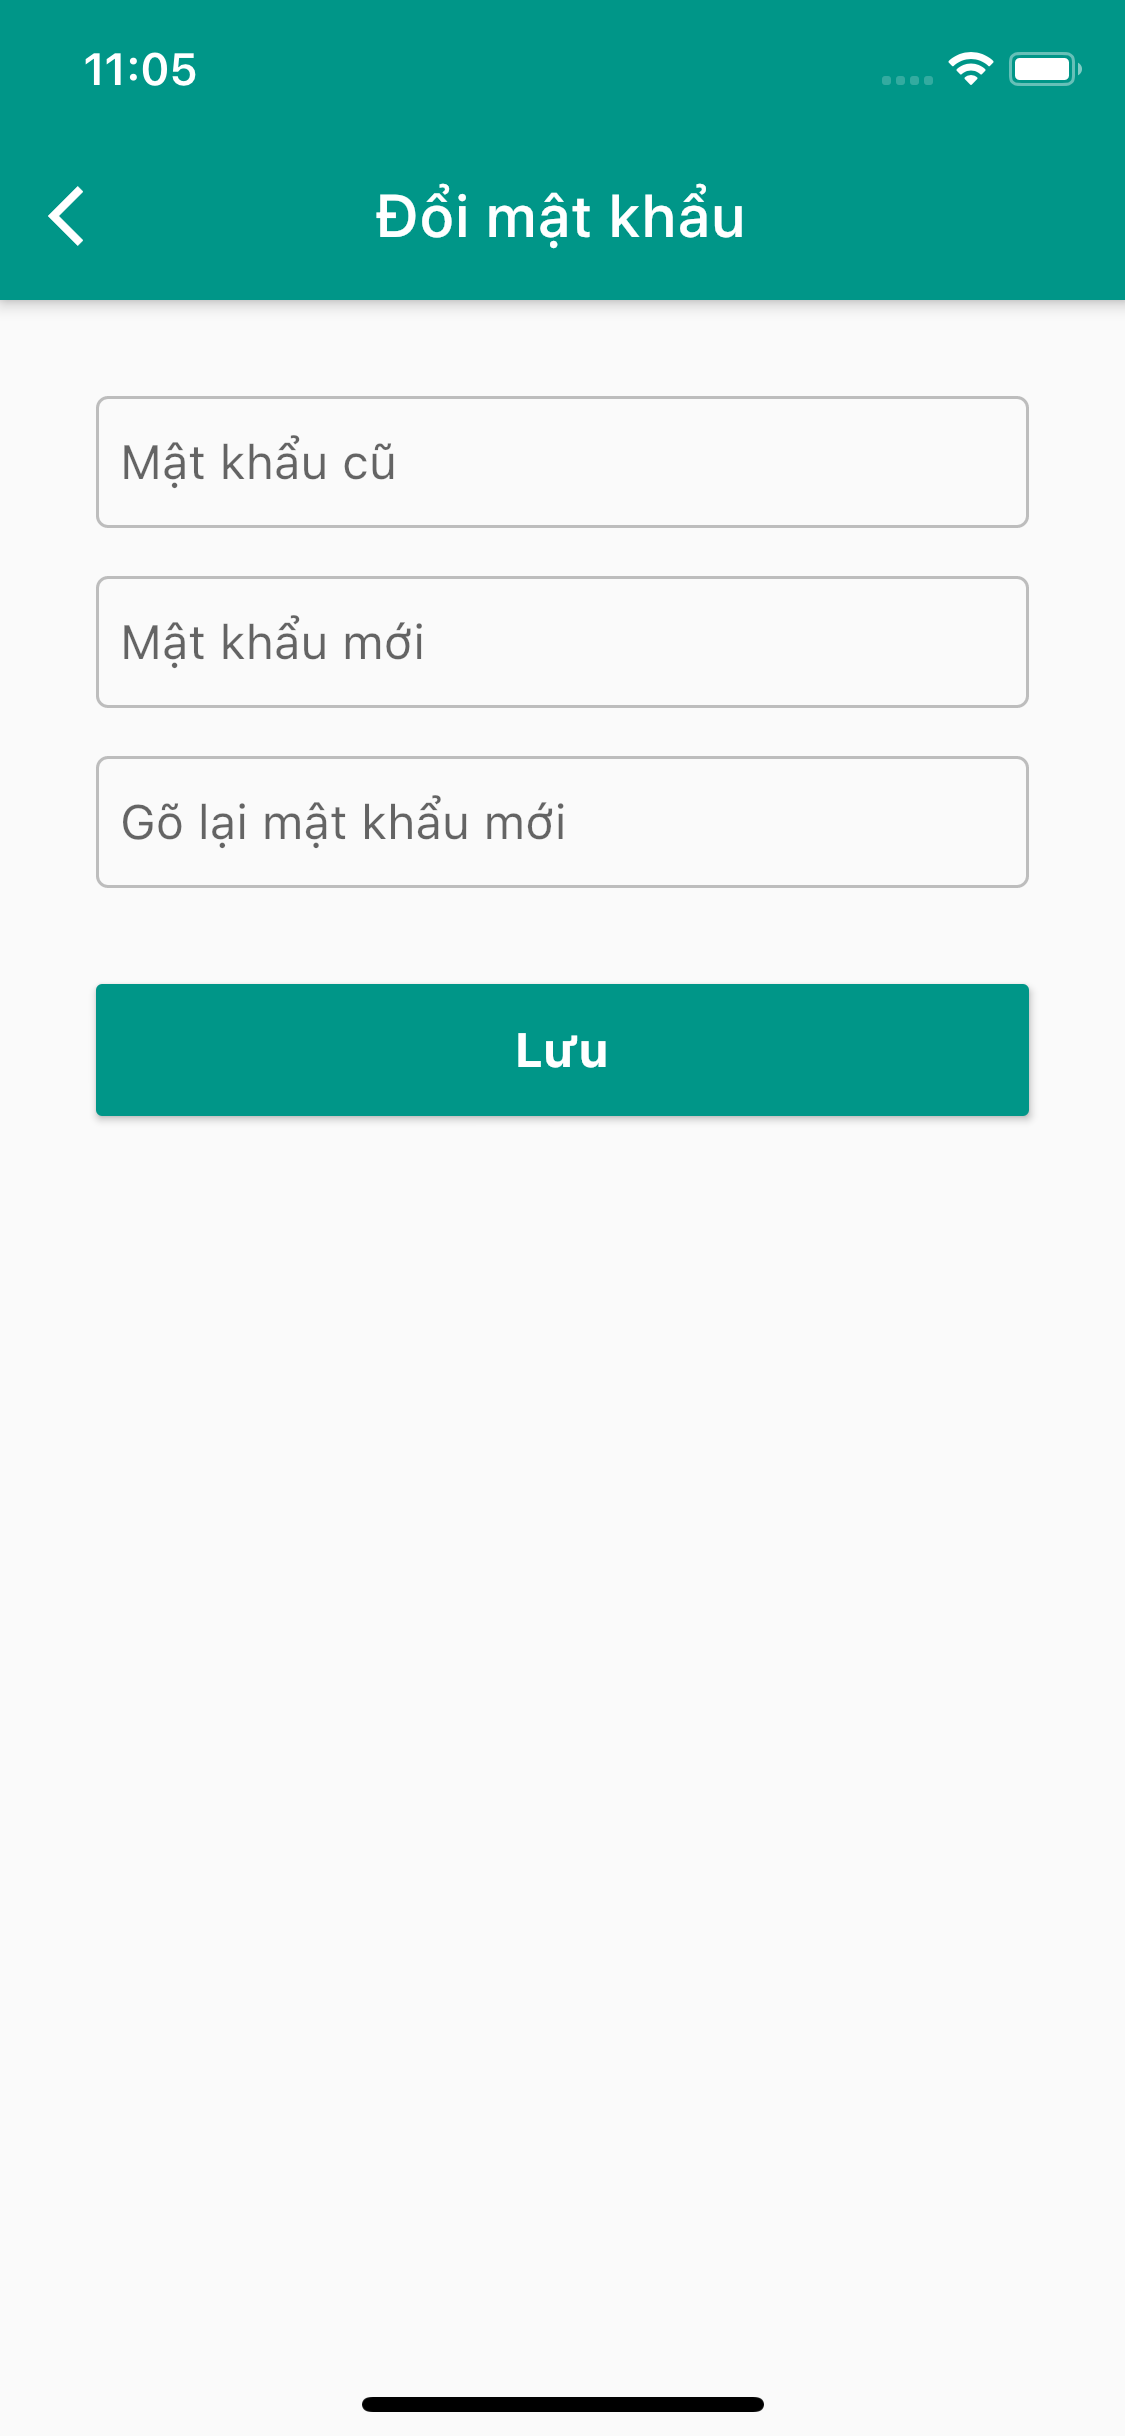 11:05
Đổi mật khẩu
Mật khẩu cũ
Mật khẩu mới
Gõ lại mật khẩu mới
Lưu